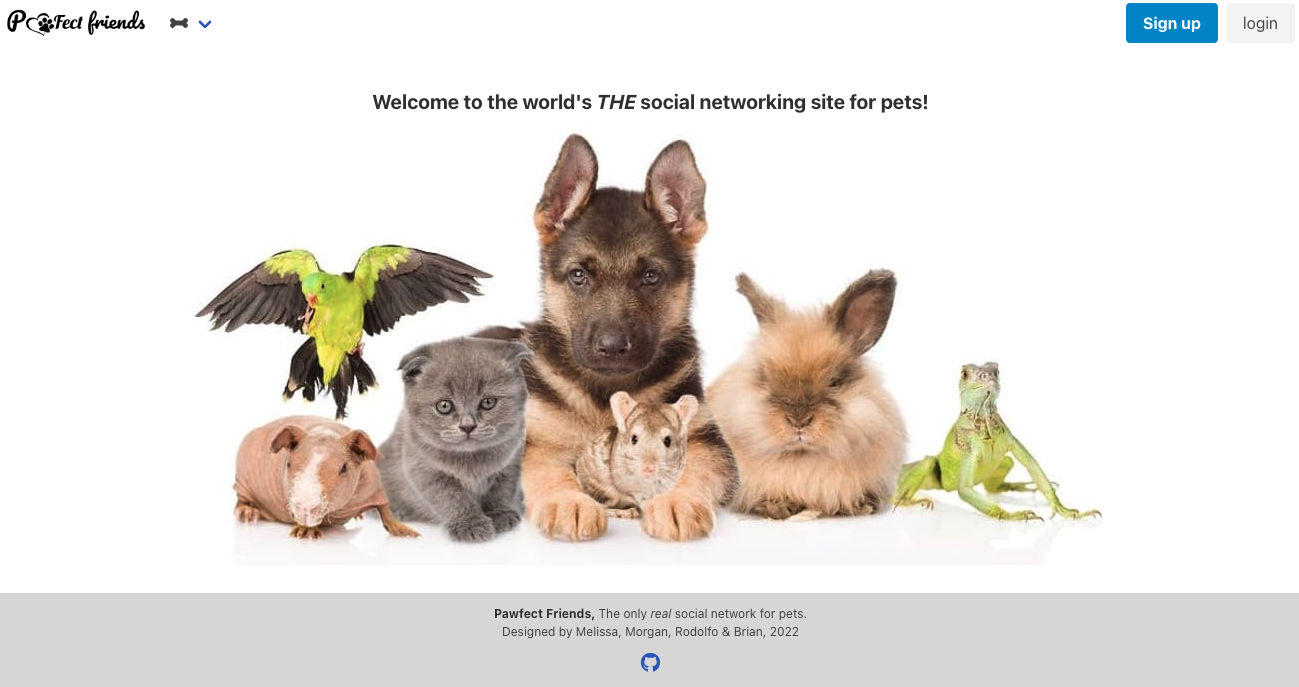 Pawfect friends
Sign up
login
Welcome to the world's THE social networking site for pets!
Pawfect Friends, The only real social network for pets.
Designed by Melissa, Morgan, Rodolfo & Brian, 2022